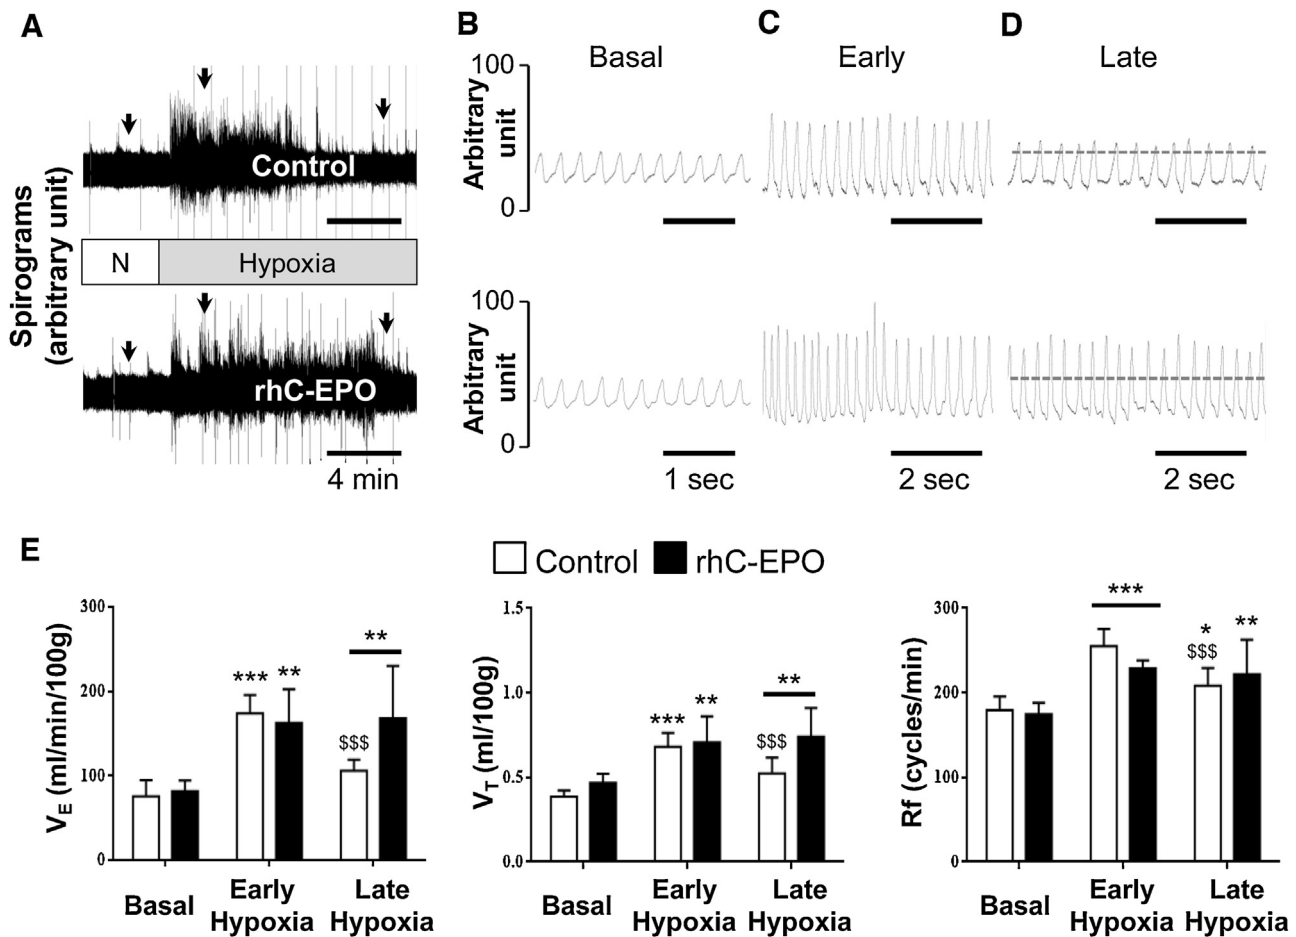 A
B
C
D
Basal
Early
Late
Spirograms
(arbitrary unit)
Control
N
Hypoxia
rhC-EPO
4 min
100
Arbitrary
unit
0
100
Arbitrary
unit
0
1 sec
2 sec
2 sec
E
Control
rhC-EPO
V_E (ml/min/100g)
300
200
100
0
***
**
$$$
**
Basal
Early
Hypoxia
Late
Hypoxia
V_T (ml/100g)
1.5
1.0
0.5
0.0
***
**
$$$
**
Basal
Early
Hypoxia
Late
Hypoxia
Rf (cycles/min)
300
200
100
0
***
*
$$$
**
Basal
Early
Hypoxia
Late
Hypoxia